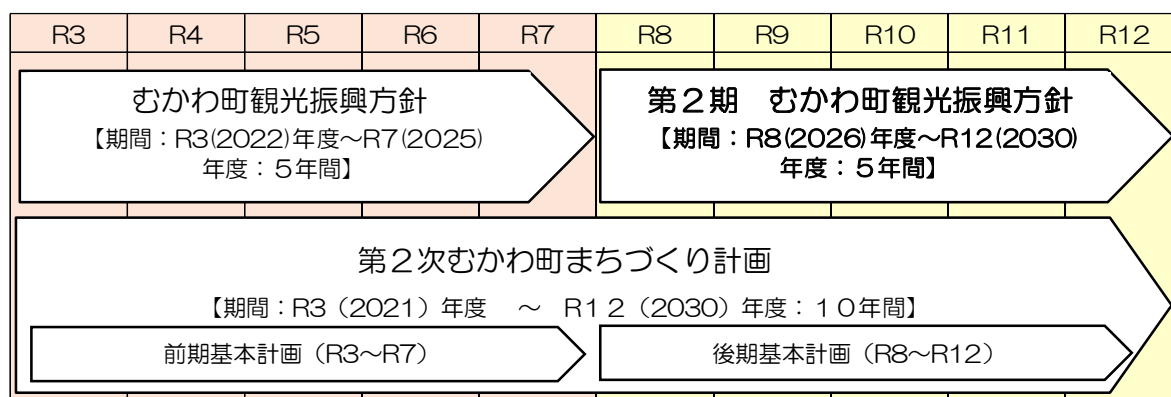 R3 R4 R5 R6 R7 R8 R9 R10 R11 R12
むかわ町観光振興方針
【期間：R3(2022)年度～R7(2025)
年度：５年間】
第２期　むかわ町観光振興方針
【期間：R8(2026)年度～R12(2030)
年度：５年間】
第２次むかわ町まちづくり計画
【期間：R3（2021）年度　～　R１２（2030）年度：１０年間】
前期基本計画（R3～R7）
後期基本計画（R8～R12）